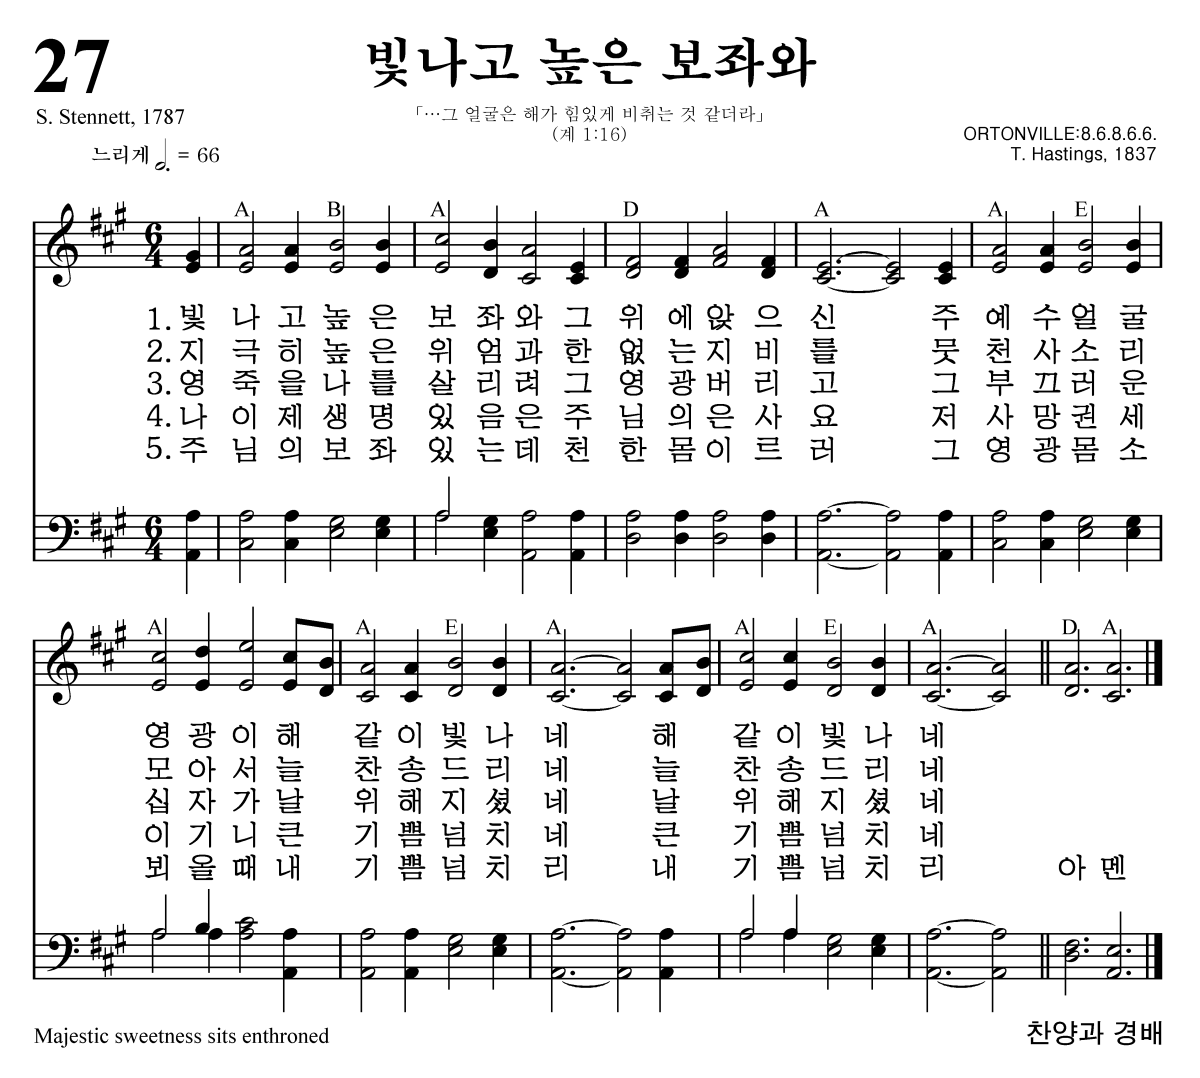 27
빛나고 높은 보좌와
S. Stennett, 1787
「…그 얼굴은 해가 힘있게 비취는 것 같더라」
(계 1:16)
느리게 = 66
ORTONVILLE:8.6.8.6.6.
T. Hastings, 1837
A B A D A A E
6 4
1. 빛 나 고 높 은 보 좌 와 그 위 에 앉 으 신 주 예 수 얼 굴
2. 지 극 히 높 은 위 엄 과 한 없 는 지 비 를 뭇 천 사 소 리
3. 영 죽 을 나 를 살 리 려 그 영 광 버 리 고 그 부 끄 러 운
4. 나 이 제 생 명 있 음 은 주 님 의 은 사 요 저 사 망 권 세
5. 주 님 의 보 좌 있 는 데 천 한 몸 이 르 러 그 영 광 몸 소
6 4
A A E A A E A D A
영 광 이 해 같 이 빛 나 네 해 같 이 빛 나 네
모 아 서 늘 찬 송 드 리 네 늘 찬 송 드 리 네
십 자 가 날 위 해 지 셨 네 날 위 해 지 셨 네
이 기 니 큰 기 쁨 넘 치 네 큰 기 쁨 넘 치 네
뵈 올 때 내 기 쁨 넘 치 리 내 기 쁨 넘 치 리 아 멘
Majestic sweetness sits enthroned
찬양과 경배